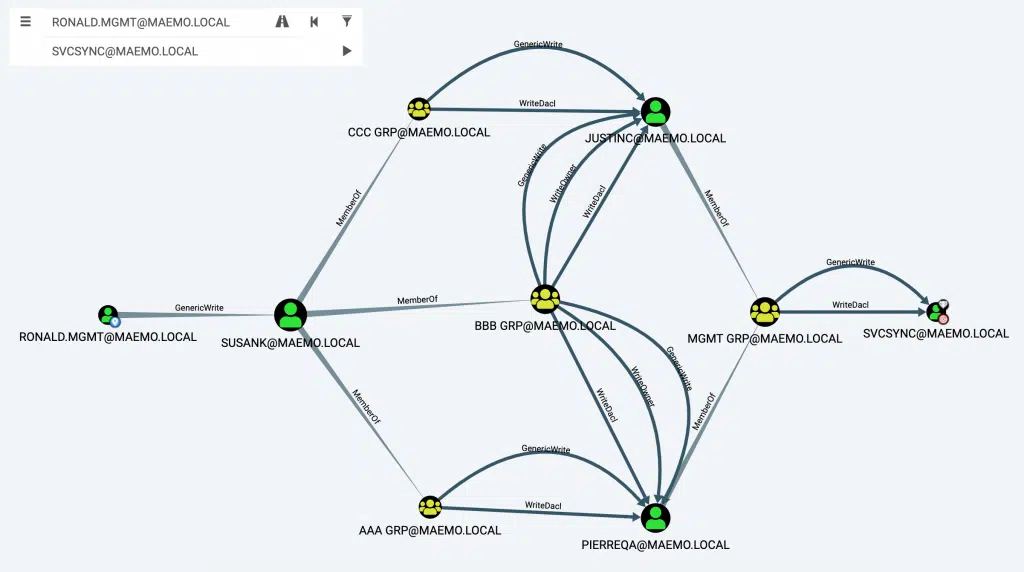 RONALD.MGMT@MAEMO.LOCAL
SVCSYNC@MAEMO.LOCAL
GenericWrite
WriteDacl
CCC GRP@MAEMO.LOCAL
JUSTINC@MAEMO.LOCAL
GenericWrite
WriteOwner
WriteDacl
MemberOf
MemberOf
GenericWrite
MemberOf
GenericWrite
WriteDacl
RONALD.MGMT@MAEMO.LOCAL
SUSANK@MAEMO.LOCAL
BBB GRP@MAEMO.LOCAL
MGMT GRP@MAEMO.LOCAL
SVCSYNC@MAEMO.LOCAL
MemberOf
WriteDacl
WriteOwner
GenericWrite
MemberOf
GenericWrite
WriteDacl
AAA GRP@MAEMO.LOCAL
PIERREQA@MAEMO.LOCAL